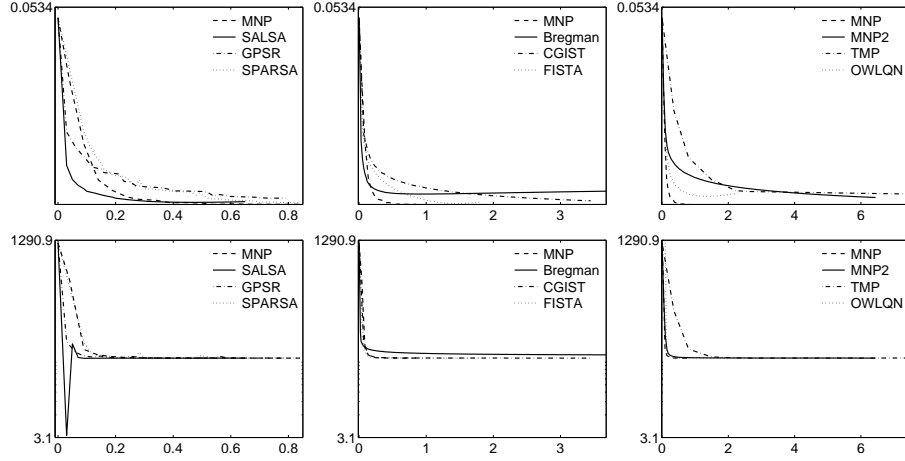 0.0534
MNP
SALSA
GPSR
SPARSA
0 0.2 0.4 0.6 0.8
0.0534
MNP
Bregman
CGIST
FISTA
0 1 2 3
0.0534
MNP
MNP2
TMP
OWLQN
0 2 4 6
1290.9
MNP
SALSA
GPSR
SPARSA
3.1
0 0.2 0.4 0.6 0.8
1290.9
MNP
Bregman
CGIST
FISTA
3.1
0 1 2 3
1290.9
MNP
MNP2
TMP
OWLQN
3.1
0 2 4 6